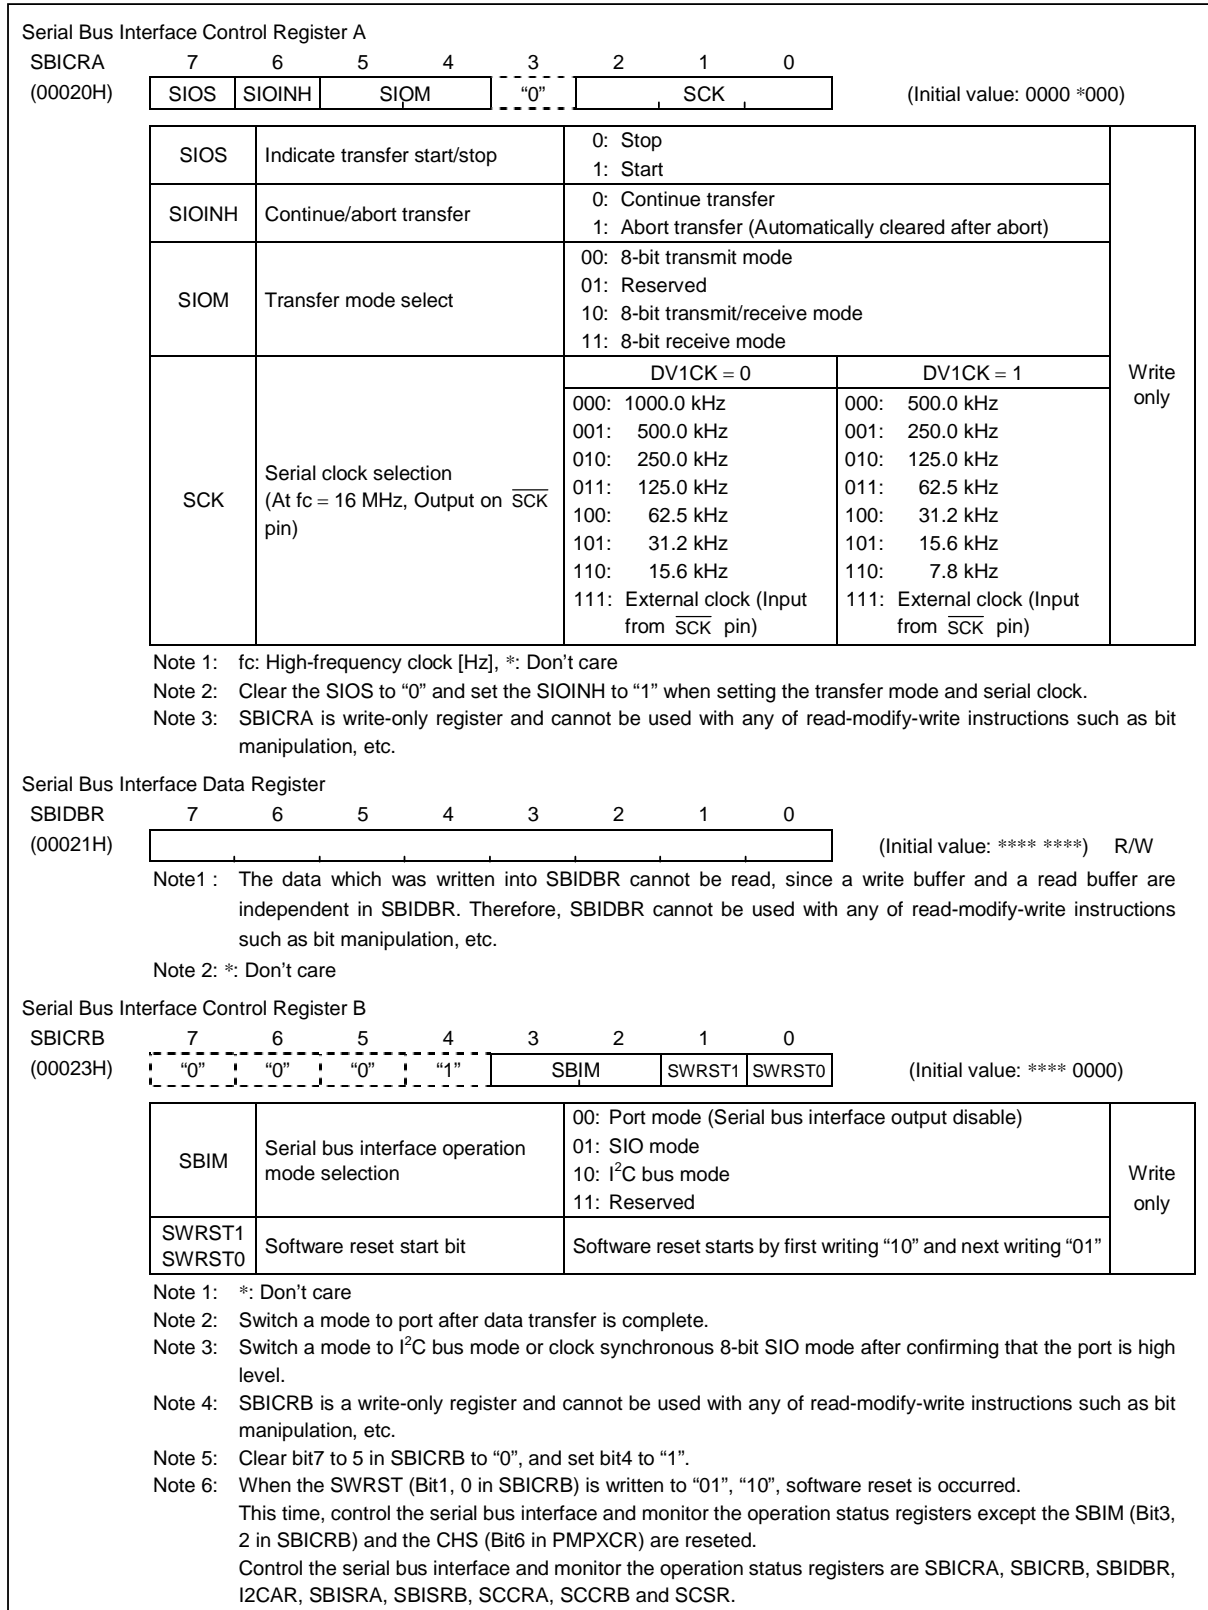 Serial Bus Interface Control Register A
SBICRA 7 6 5 4 3 2 1 0
(00020H) SIOS SIOINH SIOM “0” SCK (Initial value: 0000 *000)
SIOS Indicate transfer start/stop 0: Stop
1: Start
SIOINH Continue/abort transfer 0: Continue transfer
1: Abort transfer (Automatically cleared after abort)
SIOM Transfer mode select 00: 8-bit transmit mode
01: Reserved
10: 8-bit transmit/receive mode
11: 8-bit receive mode
SCK Serial clock selection
(At fc = 16 MHz, Output on SCK
pin)
DV1CK = 0 DV1CK = 1
000: 1000.0 kHz 000: 500.0 kHz
001: 500.0 kHz 001: 250.0 kHz
010: 250.0 kHz 010: 125.0 kHz
011: 125.0 kHz 011: 62.5 kHz
100: 62.5 kHz 100: 31.2 kHz
101: 31.2 kHz 101: 15.6 kHz
110: 15.6 kHz 110: 7.8 kHz
111: External clock (Input 111: External clock (Input
from SCK pin) from SCK pin)
Write
only
Note 1: fc: High-frequency clock [Hz], *: Don’t care
Note 2: Clear the SIOS to “0” and set the SIOINH to “1” when setting the transfer mode and serial clock.
Note 3: SBICRA is write-only register and cannot be used with any of read-modify-write instructions such as bit
manipulation, etc.
Serial Bus Interface Data Register
SBIDBR 7 6 5 4 3 2 1 0
(00021H) (Initial value: **** ****) R/W
Note1 : The data which was written into SBIDBR cannot be read, since a write buffer and a read buffer are
independent in SBIDBR. Therefore, SBIDBR cannot be used with any of read-modify-write instructions
such as bit manipulation, etc.
Note 2: *: Don’t care
Serial Bus Interface Control Register B
SBICRB 7 6 5 4 3 2 1 0
(00023H) “0” “0” “0” “1” SBIM SWRST1 SWRST0 (Initial value: **** 0000)
SBIM Serial bus interface operation
mode selection
00: Port mode (Serial bus interface output disable)
01: SIO mode
10: I²C bus mode
11: Reserved
Write
only
SWRST1
SWRST0
Software reset start bit Software reset starts by first writing “10” and next writing “01”
Note 1: *: Don’t care
Note 2: Switch a mode to port after data transfer is complete.
Note 3: Switch a mode to I²C bus mode or clock synchronous 8-bit SIO mode after confirming that the port is high
level.
Note 4: SBICRB is a write-only register and cannot be used with any of read-modify-write instructions such as bit
manipulation, etc.
Note 5: Clear bit7 to 5 in SBICRB to “0”, and set bit4 to “1”.
Note 6: When the SWRST (Bit1, 0 in SBICRB) is written to “01”, “10”, software reset is occurred.
This time, control the serial bus interface and monitor the operation status registers except the SBIM (Bit3,
2 in SBICRB) and the CHS (Bit6 in PMPXCR) are reseted.
Control the serial bus interface and monitor the operation status registers are SBICRA, SBICRB, SBIDBR,
I2CAR, SBISRA, SBISRB, SCCRA, SCCRB and SCSR.